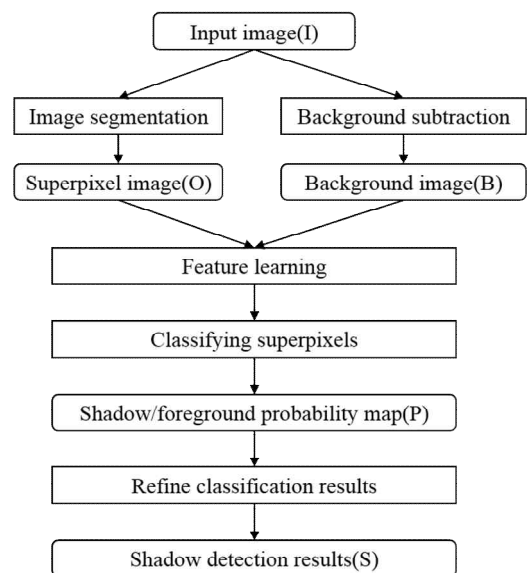 Input image(I)
Image segmentation
Background subtraction
Superpixel image(O)
Background image(B)
Feature learning
Classifying superpixels
Shadow/foreground probability map(P)
Refine classification results
Shadow detection results(S)